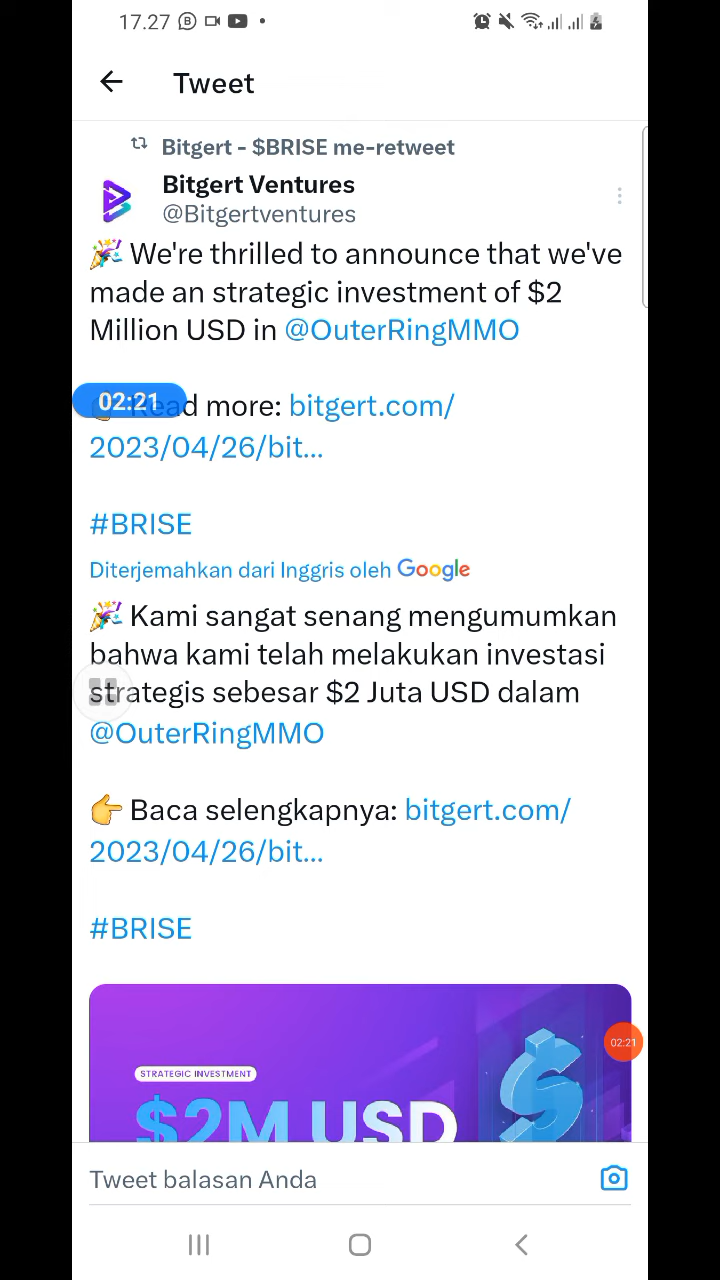 17.27
Tweet
Bitgert - $BRISE me-retweet
Bitgert Ventures
@Bitgertventures
🎉 We're thrilled to announce that we've
made an strategic investment of $2
Million USD in @OuterRingMMO
02:21
Read more: bitgert.com/
2023/04/26/bit...
#BRISE
Diterjemahkan dari Inggris oleh Google
🎉 Kami sangat senang mengumumkan
bahwa kami telah melakukan investasi
strategis sebesar $2 Juta USD dalam
@OuterRingMMO
👉 Baca selengkapnya: bitgert.com/
2023/04/26/bit...
#BRISE
STRATEGIC INVESTMENT
$2M USD
02:21
Tweet balasan Anda